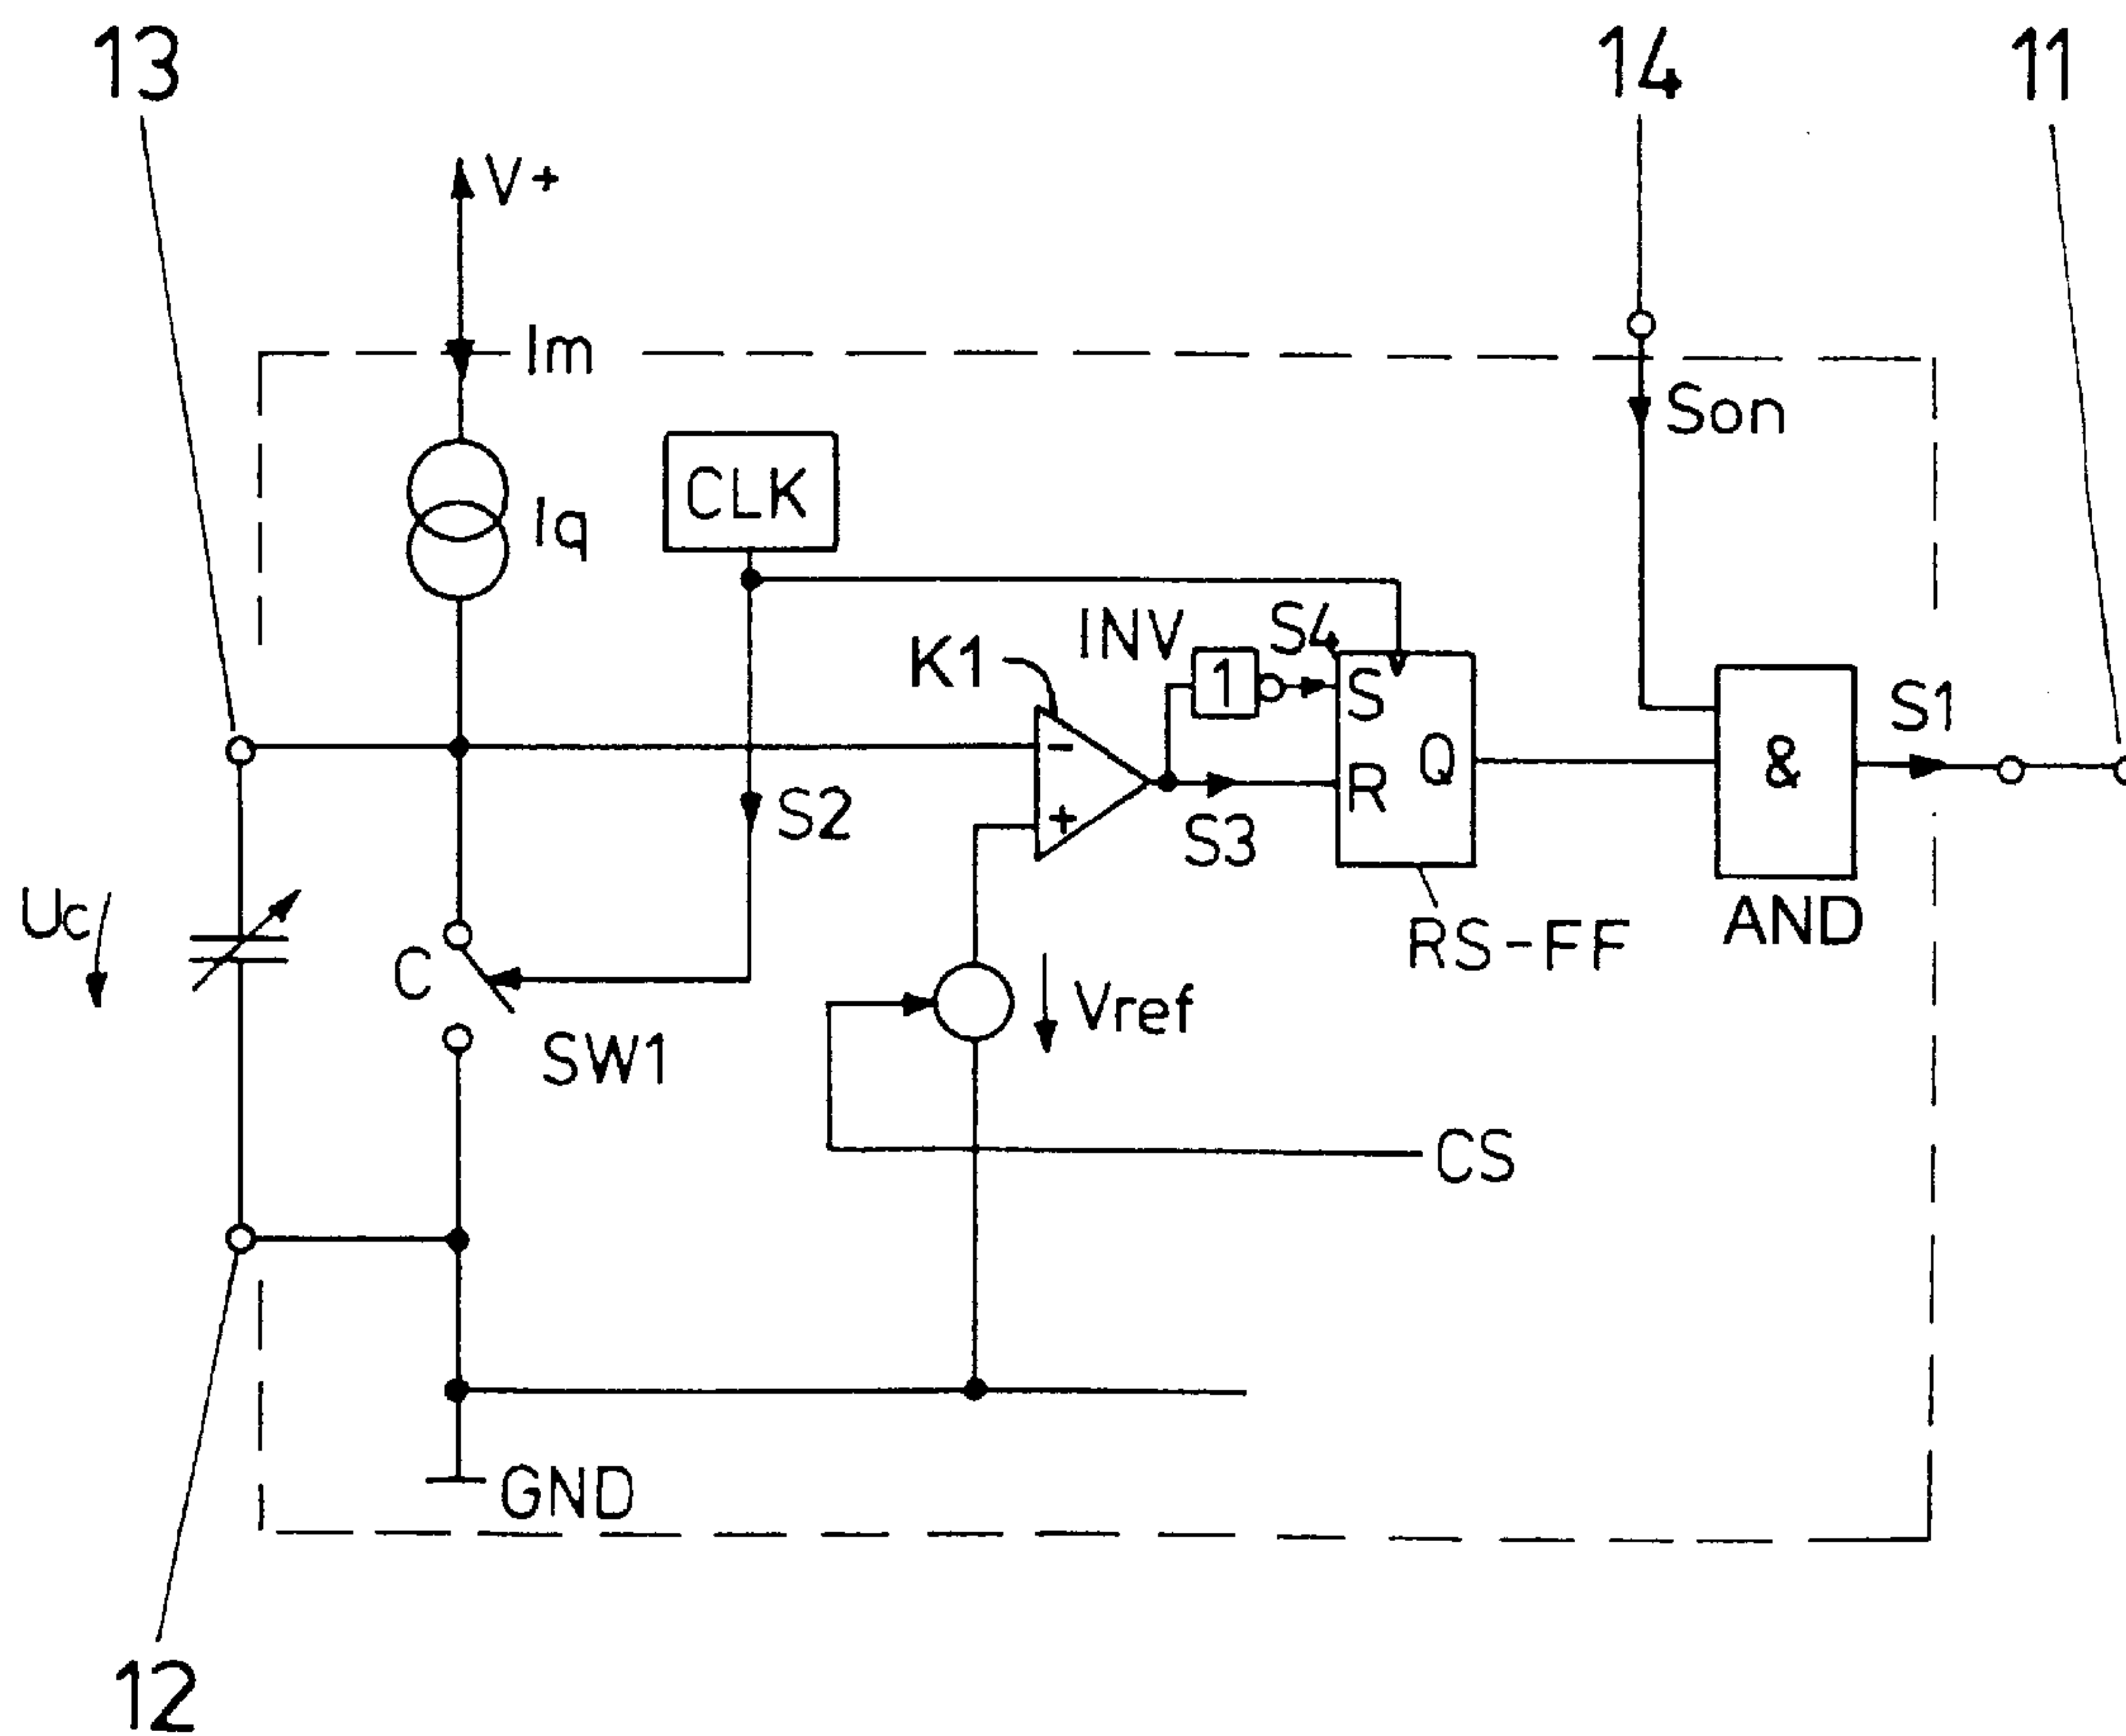 13
14
11
V+
Im
Son
CLK
Iq
INV
S4
K1
1
S
S1
-
Q
&
S2
+
R
S3
Uc
AND
RS-FF
C
Vref
SW1
CS
GND
12